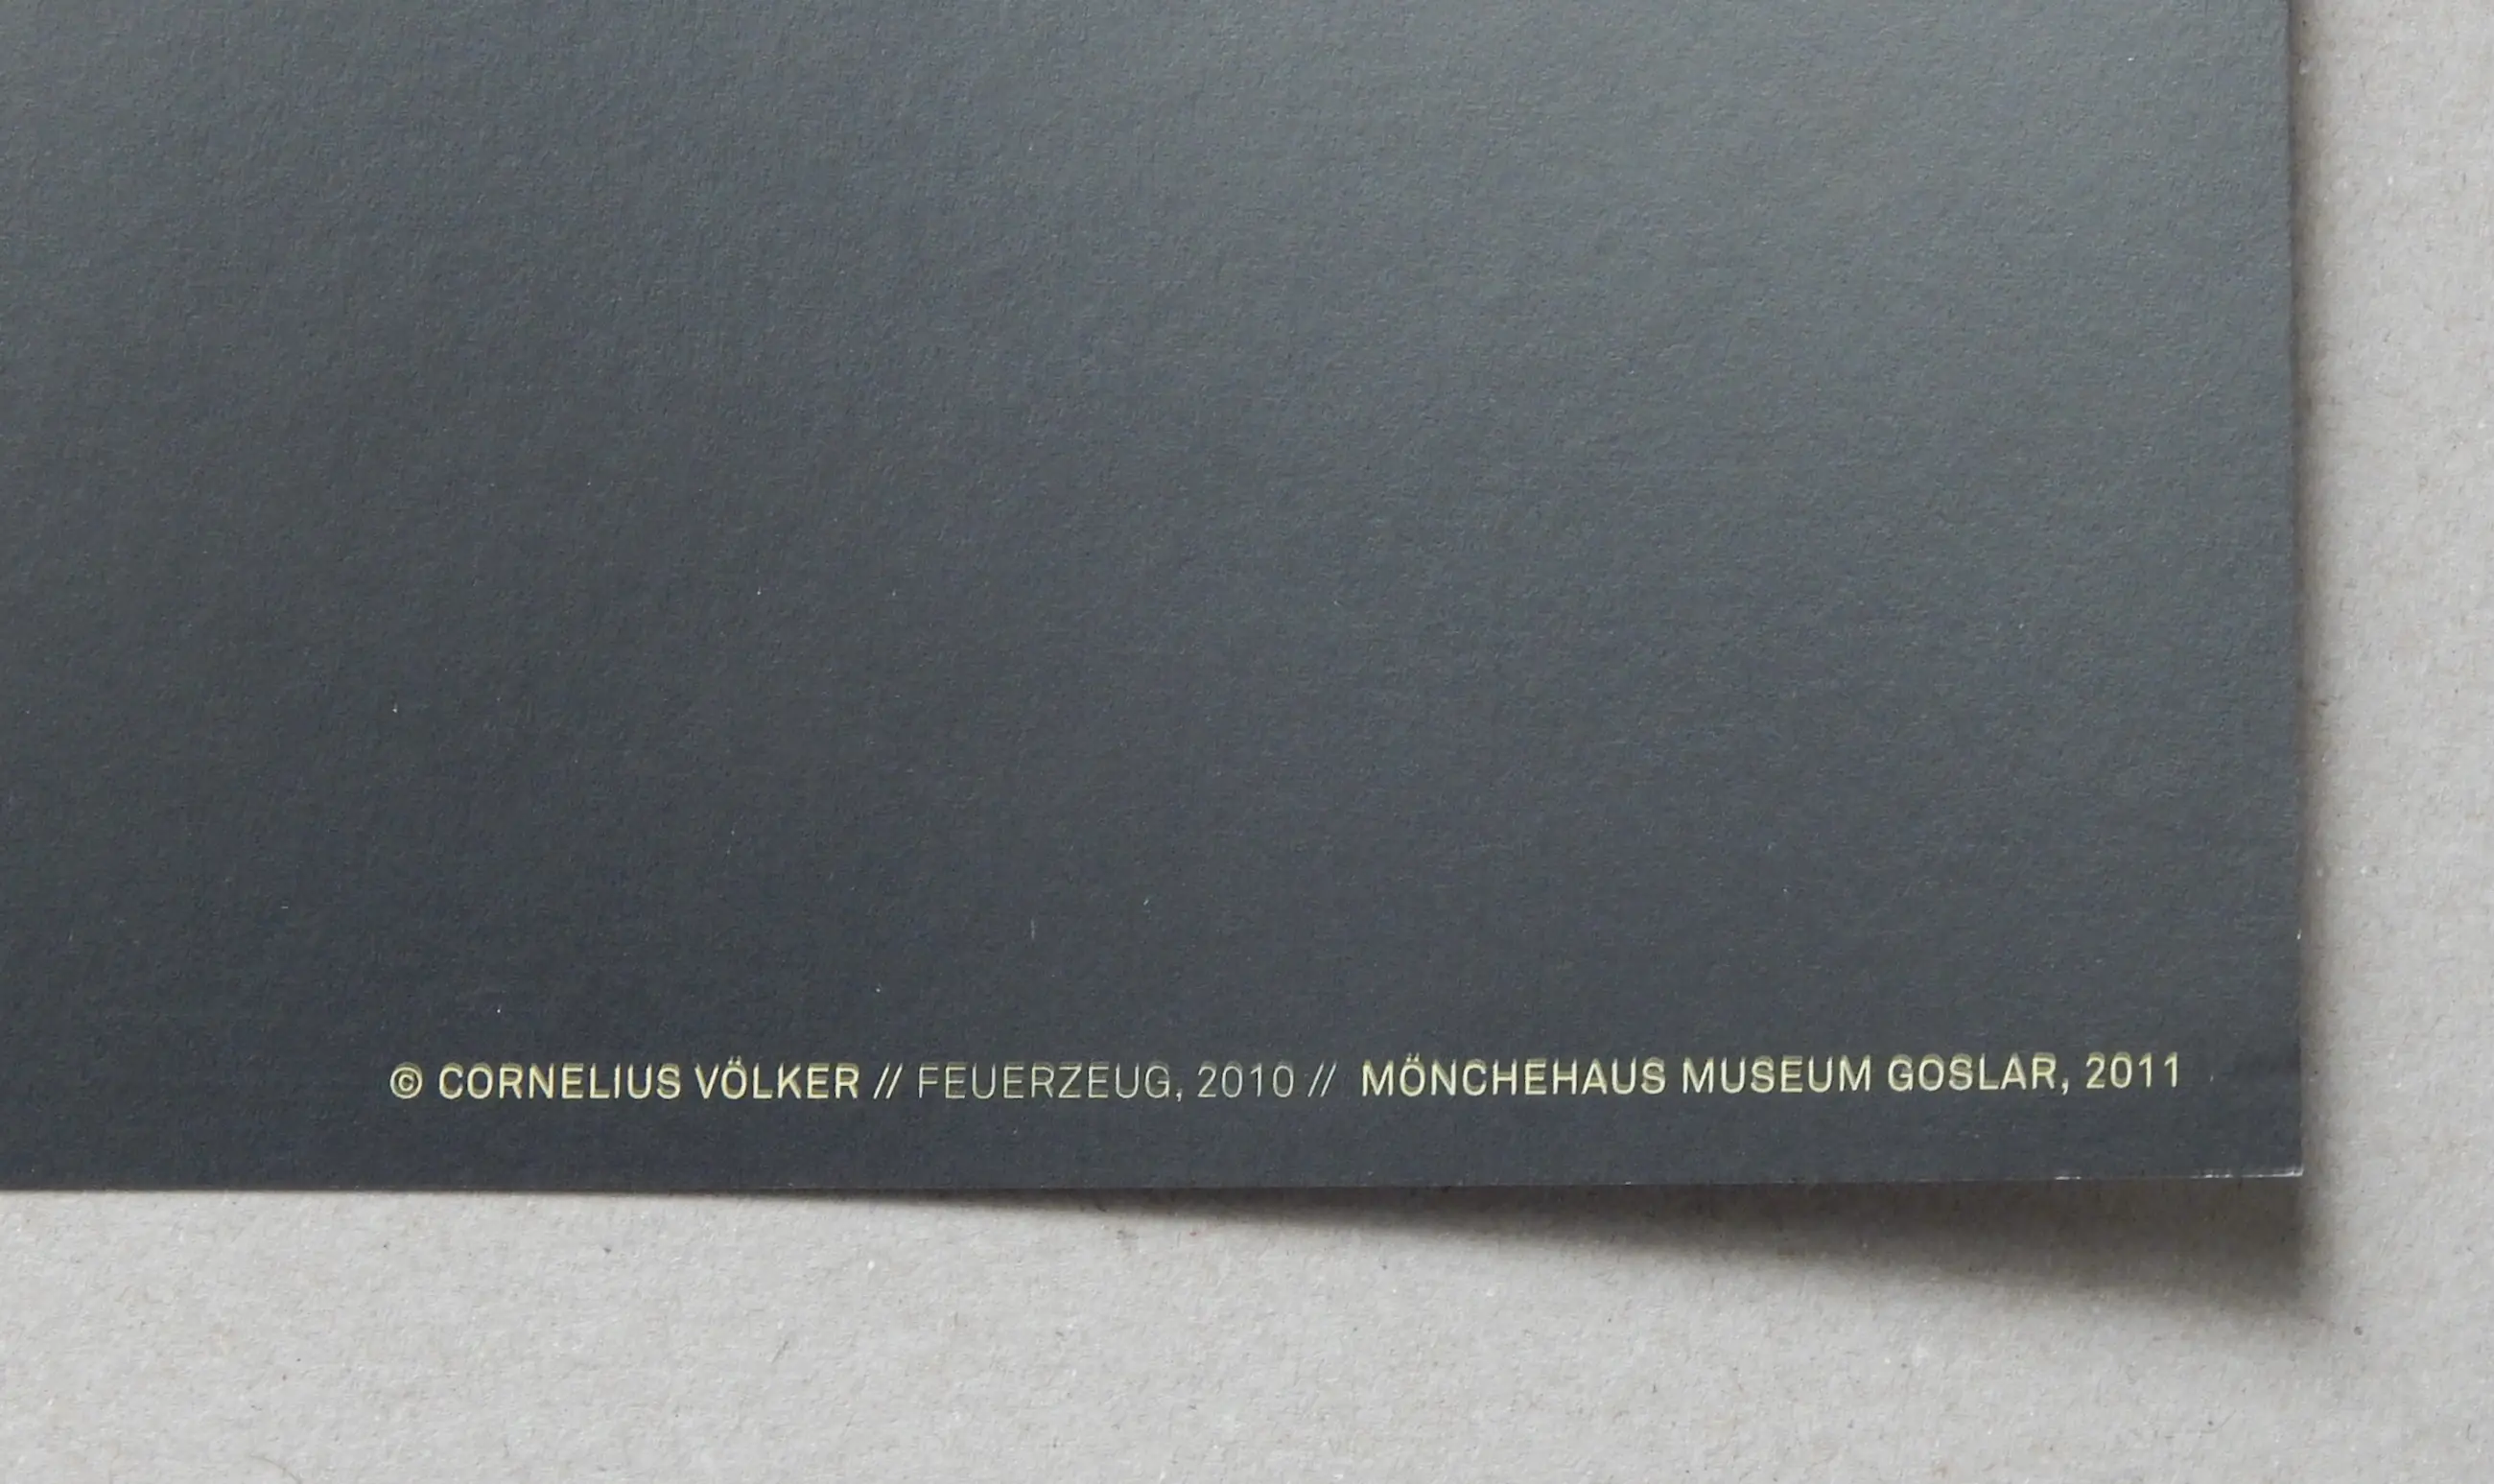 © CORNELIUS VÖLKER // FEUERZEUG, 2010 // MÖNCHEHAUS MUSEUM GOSLAR, 2011